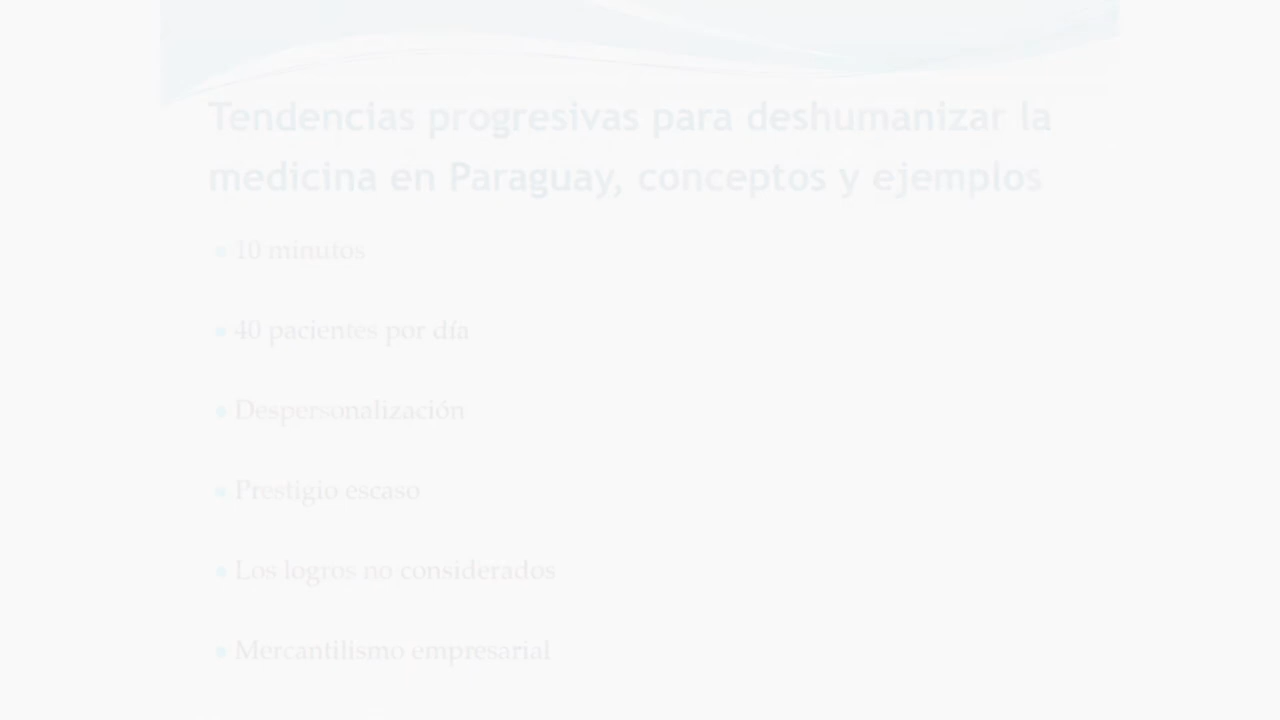 Tendencias progresivas para deshumanizar la
medicina en Paraguay, conceptos y ejemplos
10 minutos
40 pacientes por día
Despersonalización
Prestigio escaso
Los logros no considerados
Mercantilismo empresarial